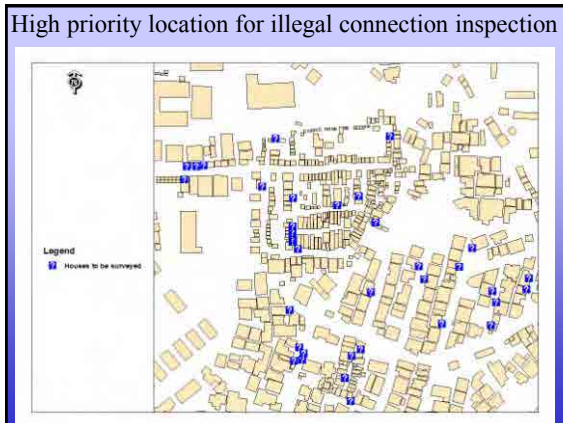 High priority location for illegal connection inspection
Legend
? Houses to be surveyed